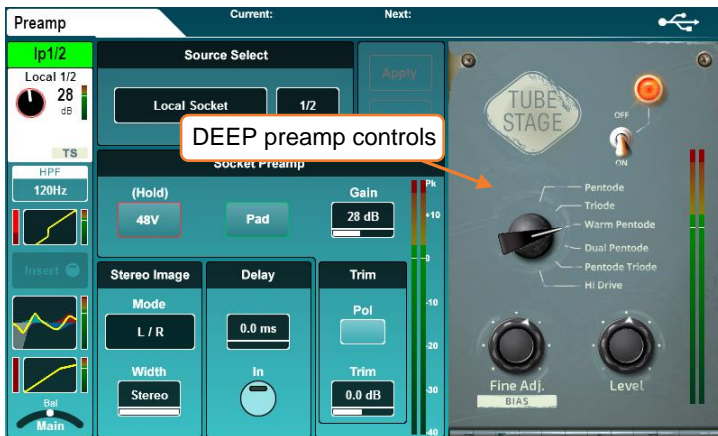 Preamp
Current:
Next:
Ip1/2
Local 1/2
28
dB
TS
HPF
120Hz
Insert
Bal
Main
Source Select
Local Socket
1/2
Apply
DEEP preamp controls
Socket Preamp
(Hold)
48V
Pad
Gain
28 dB
Pk
+10
0
-10
-20
-30
-40
Stereo Image
Mode
L / R
Width
Stereo
Delay
0.0 ms
In
Trim
Pol
Trim
0.0 dB
TUBE
STAGE
OFF
ON
Pentode
Triode
Warm Pentode
Dual Pentode
Pentode Triode
Hi Drive
Fine Adj.
BIAS
Level